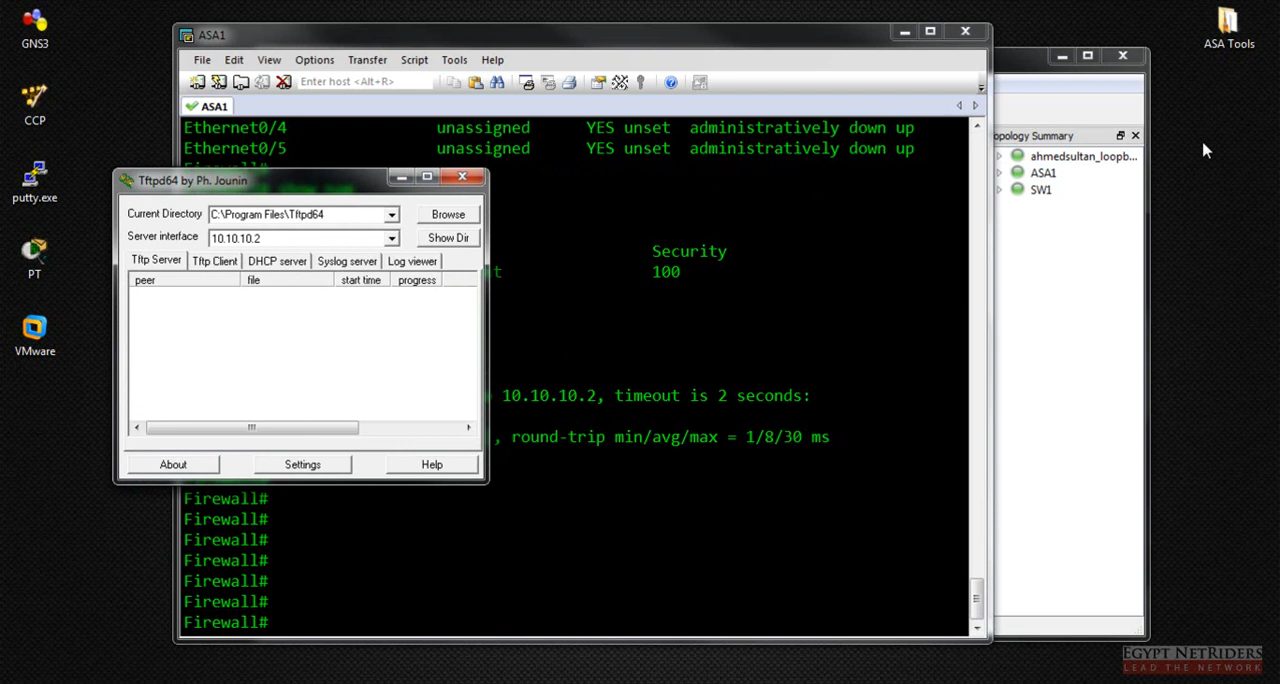 GNS3
CCP
putty.exe
PT
VMware
ASA Tools
ASA1
File Edit View Options Transfer Script Tools Help
Enter host <Alt+R>
ASA1
Ethernet0/4 unassigned YES unset administratively down up
Ethernet0/5 unassigned YES unset administratively down up
Security
100
10.10.10.2, timeout is 2 seconds:
, round-trip min/avg/max = 1/8/30 ms
Firewall#
Firewall#
Firewall#
Firewall#
Firewall#
Firewall#
Firewall#
Tftpd64 by Ph. Jounin
Current Directory C:\Program Files\Tftpd64 Browse
Server interface 10.10.10.2 Show Dir
Tftp Server Tftp Client DHCP server Syslog server Log viewer
peer file start time progress
About Settings Help
opology Summary
ahmedsultan_loopb...
ASA1
SW1
EGYPT NETRIDERS
LEAD THE NETWORK